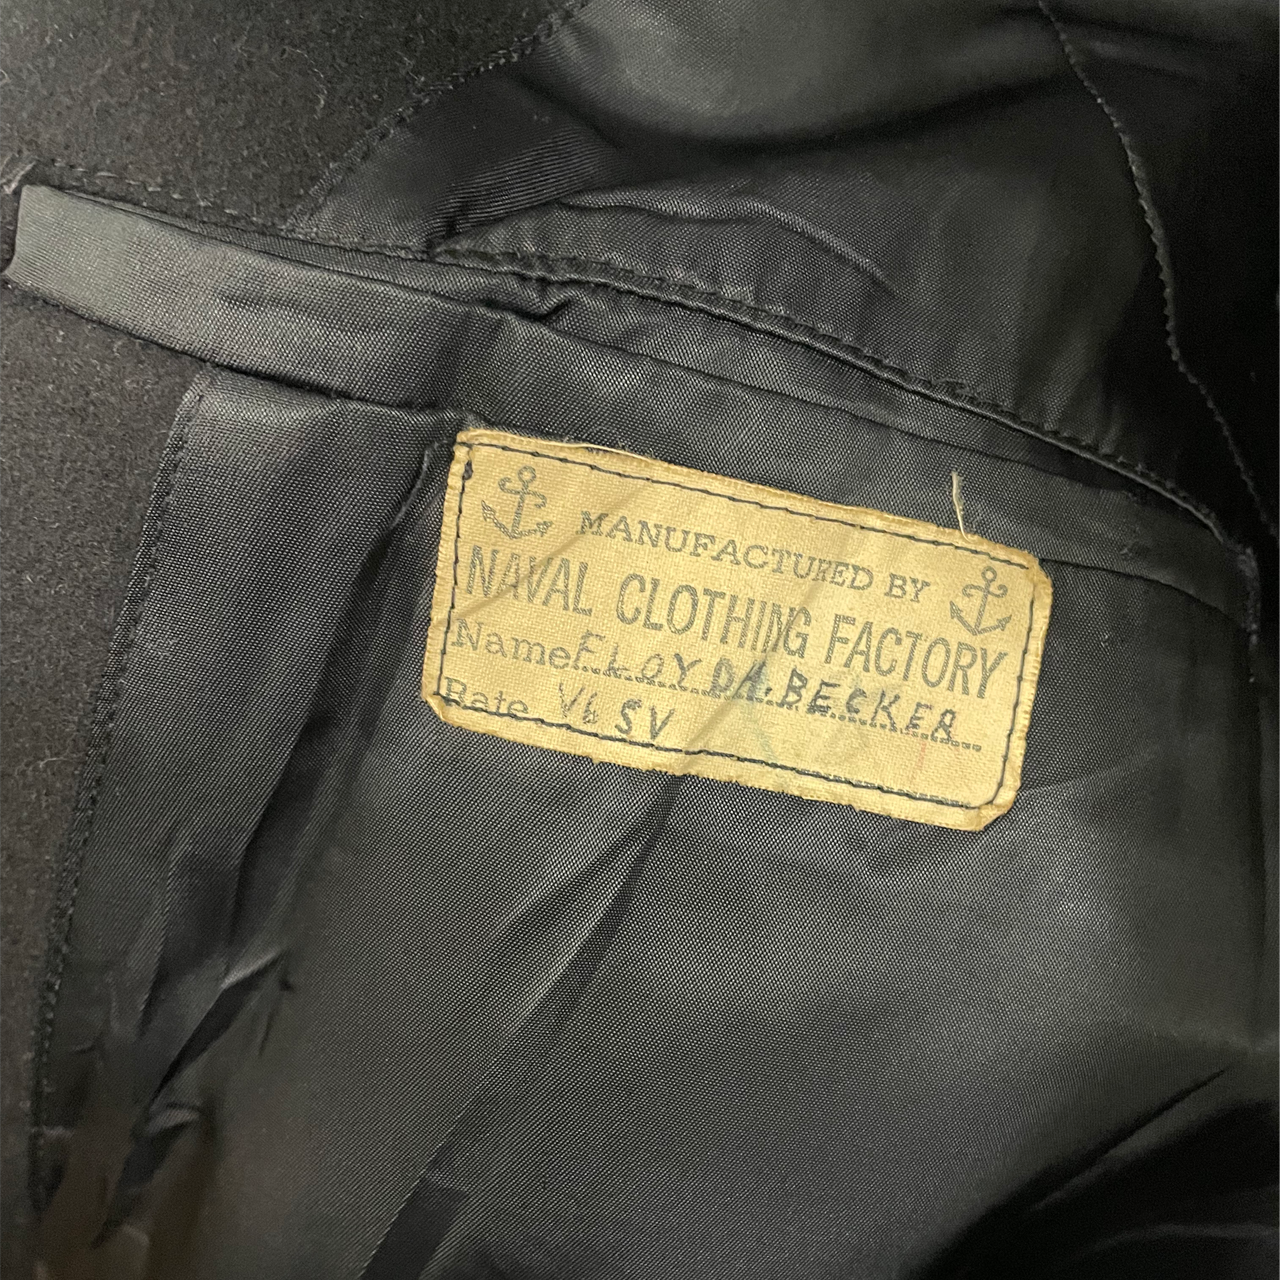 MANUFACTURED BY
NAVAL CLOTHING FACTORY
Name FLOYD A. BECKER
Rate V6 SV